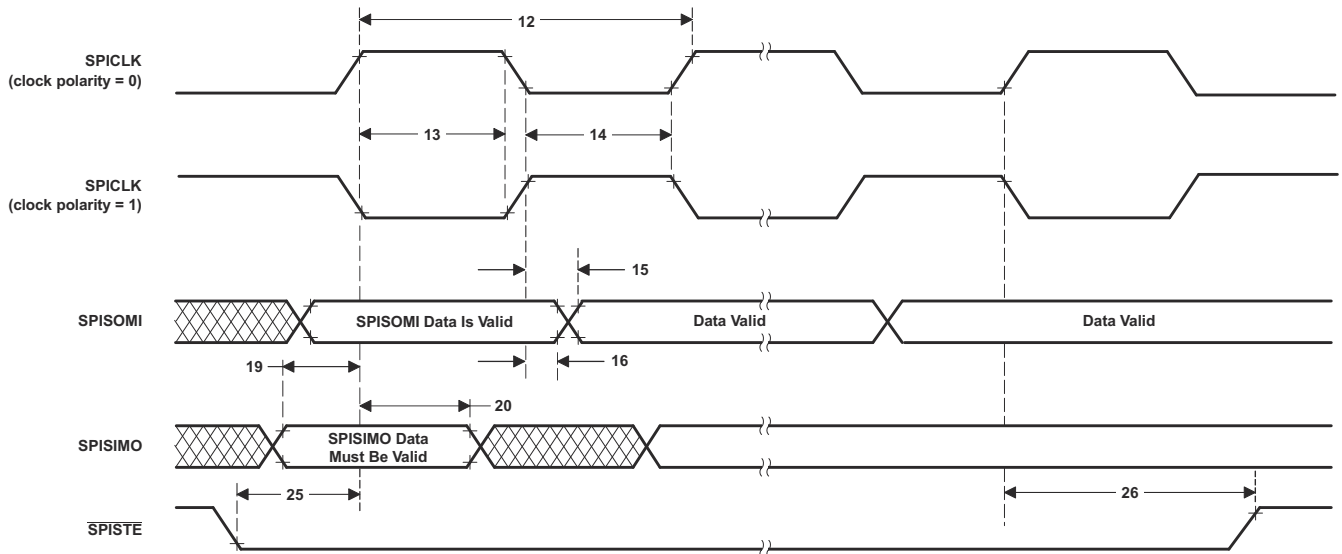 12
SPICLK
(clock polarity = 0)
13
14
SPICLK
(clock polarity = 1)
15
SPISOMI
SPISOMI Data Is Valid
Data Valid
Data Valid
16
19
20
SPISIMO
SPISIMO Data
Must Be Valid
25
26
SPISTE